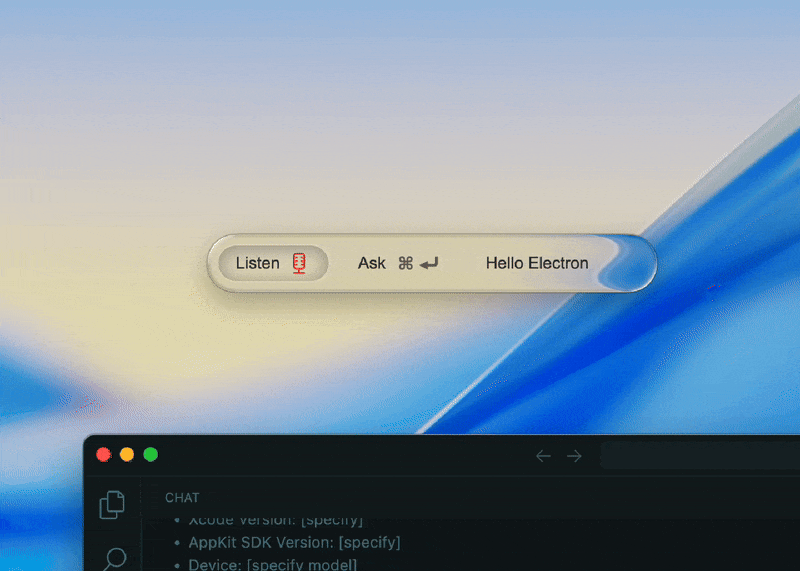 Listen
Ask ⌘
Hello Electron
CHAT
• Xcode Version: [specify]
• AppKit SDK Version: [specify]
• Device: [specify model]